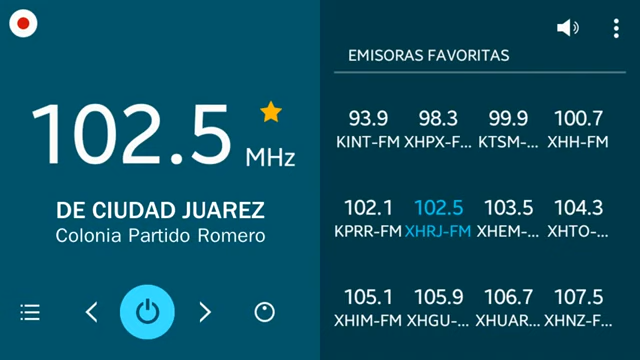 102.5 MHz
DE CIUDAD JUAREZ
Colonia Partido Romero
EMISORAS FAVORITAS
93.9 98.3 99.9 100.7
KINT-FM XHPX-F... KTSM-... XHH-FM
102.1 102.5 103.5 104.3
KPRR-FM XHRJ-FM XHEM-... XHTO-...
105.1 105.9 106.7 107.5
XHIM-FM XHGU-... XHUAR... XHNZ-F...